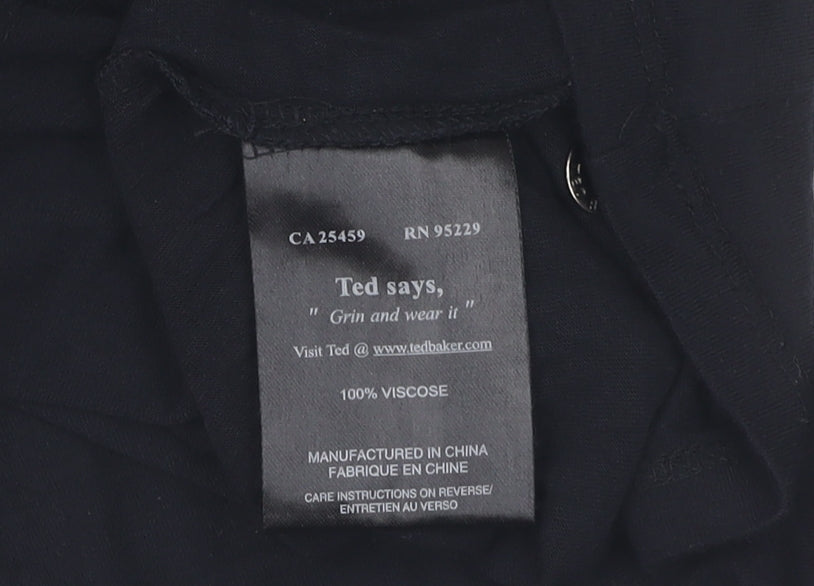 CA 25459 RN 95229
Ted says,
" Grin and wear it "
Visit Ted @ www.tedbaker.com
100% VISCOSE
MANUFACTURED IN CHINA
FABRIQUE EN CHINE
CARE INSTRUCTIONS ON REVERSE/
ENTRETIEN AU VERSO